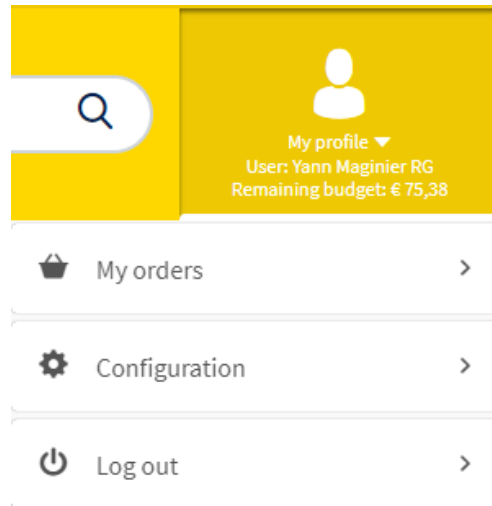 My profile
User: Yann Maginier RG
Remaining budget: € 75,38
My orders
Configuration
Log out